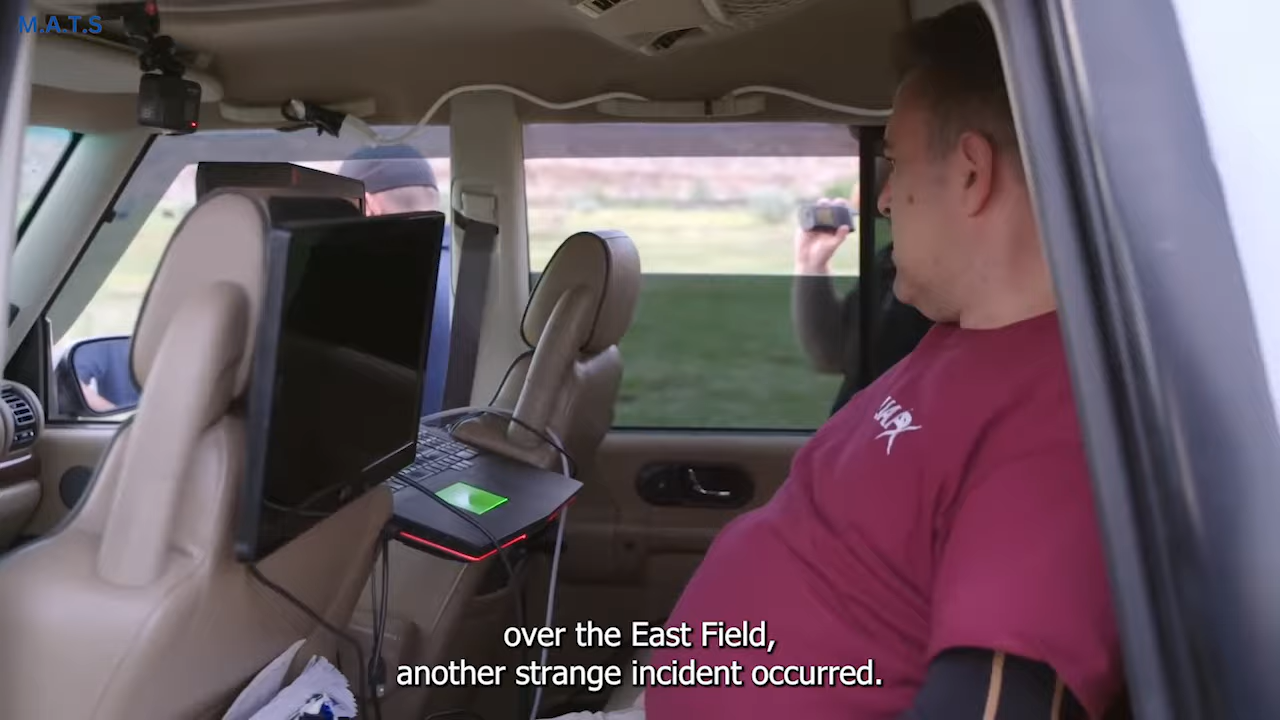 M.A.T.S
over the East Field,
another strange incident occurred.